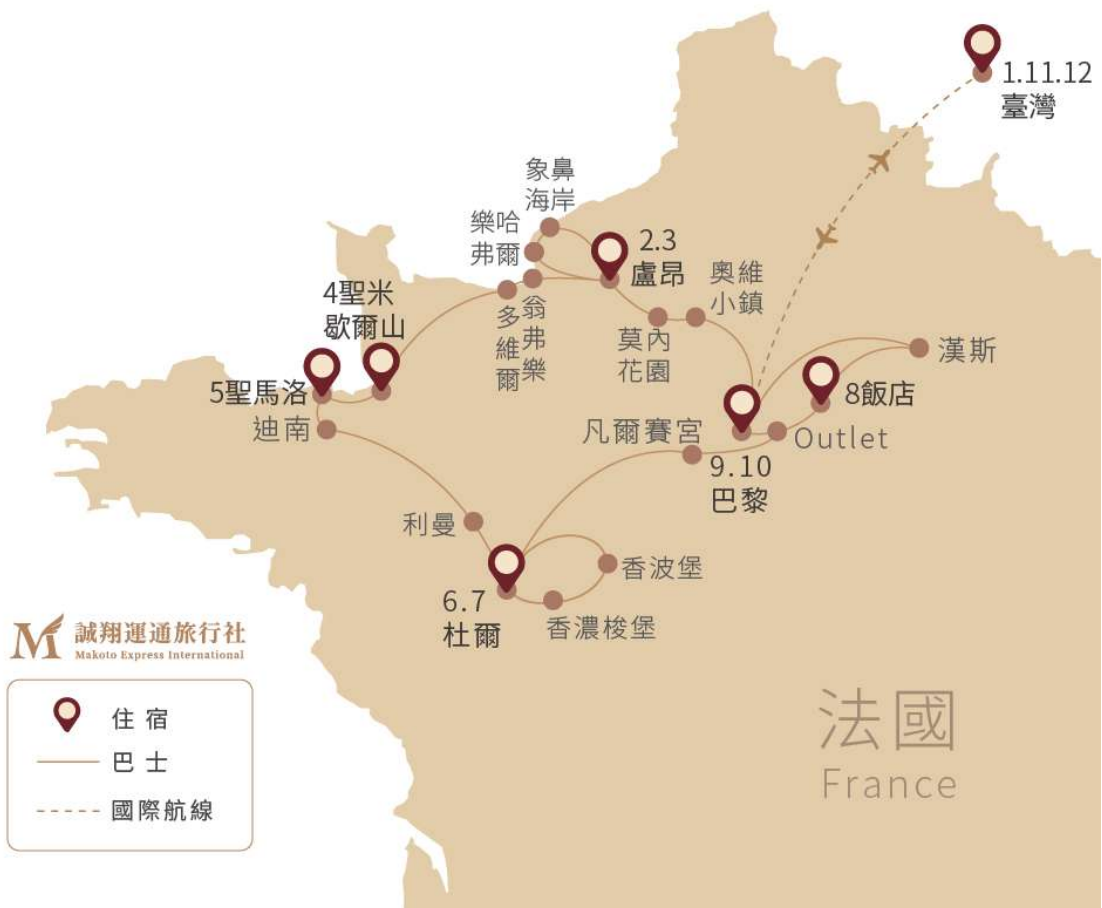 1.11.12
臺灣
象鼻
海岸
樂哈
弗爾
2.3
盧昂
奧維
小鎮
4聖米
歇爾山
多維爾
翁弗樂
莫內
花園
漢斯
5聖馬洛
8飯店
迪南
凡爾賽宮
Outlet
9.10
巴黎
利曼
香波堡
6.7
杜爾
香濃梭堡
M 誠翔運通旅行社
Makoto Express International
住宿
巴士
國際航線
法國
France